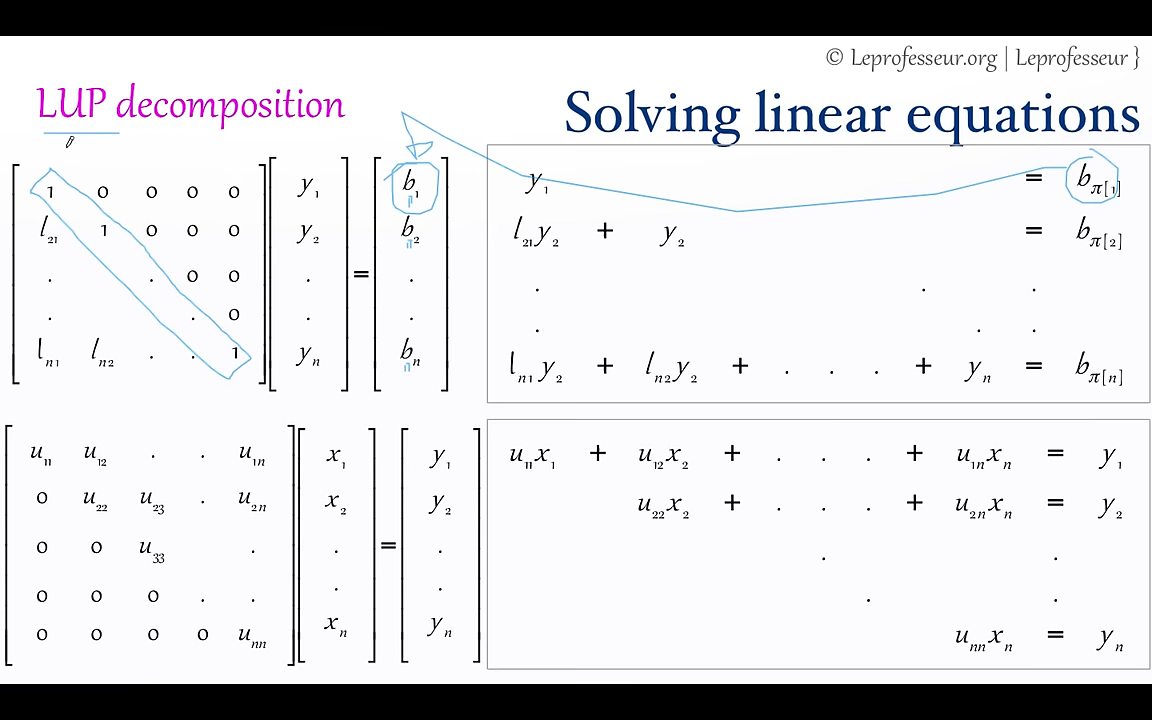 © Leprofesseur.org | Leprofesseur }
LUP decomposition
Solving linear equations
1 0 0 0 0 y₁ b₁
l₂₁ 1 0 0 0 y₂ b₂
. . 0 0 . .
. . 0 . .
lₙ₁ lₙ₂ . . 1 yₙ bₙ
=
y₁ = b_π[1]
l₂₁y₂ + y₂ = b_π[2]
. . .
. . .
lₙ₁y₂ + lₙ₂y₂ + . . . + yₙ = b_π[n]
u₁₁ u₁₂ . . u₁ₙ x₁ y₁
0 u₂₂ u₂₃ . u₂ₙ x₂ y₂
0 0 u₃₃ . . = .
0 0 0 . . . .
0 0 0 0 uₙₙ xₙ yₙ
u₁₁x₁ + u₁₂x₂ + . . . + u₁ₙxₙ = y₁
u₂₂x₂ + . . . + u₂ₙxₙ = y₂
. .
. .
uₙₙxₙ = yₙ